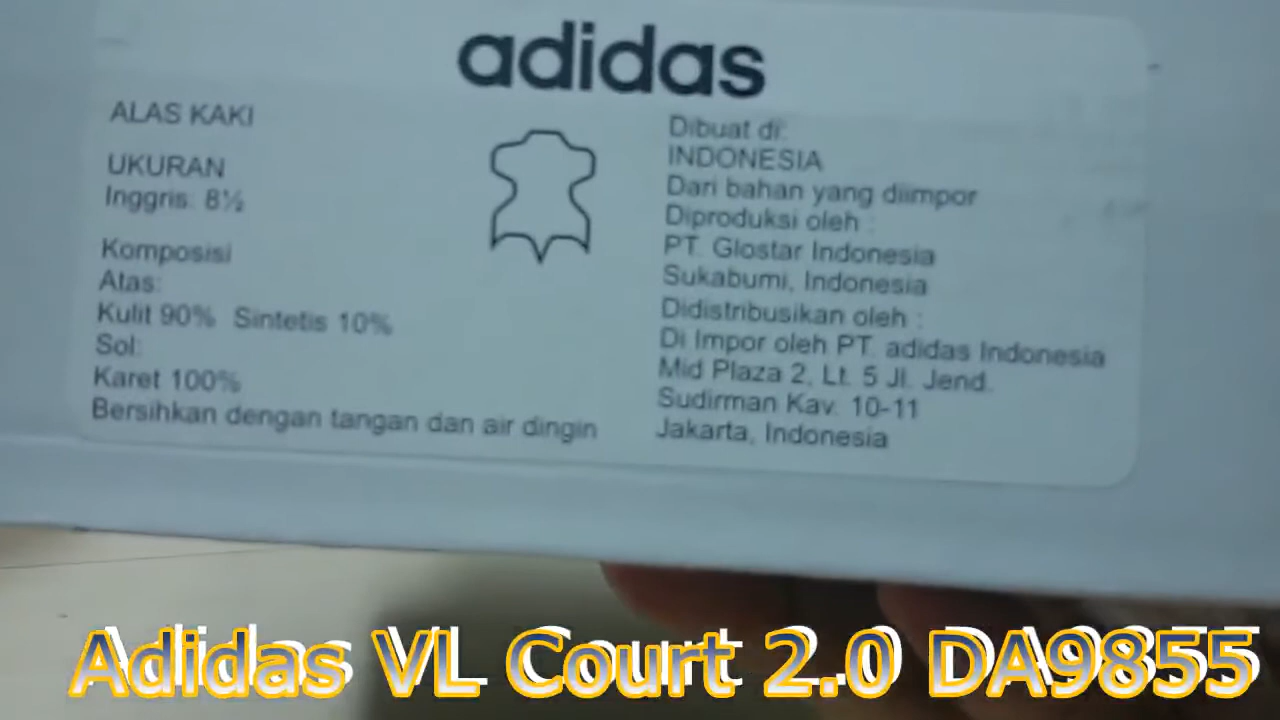 adidas
ALAS KAKI
UKURAN
Inggris: 8½
Komposisi
Atas:
Kulit 90% Sintetis 10%
Sol:
Karet 100%
Bersihkan dengan tangan dan air dingin
Dibuat di:
INDONESIA
Dari bahan yang diimpor
Diproduksi oleh :
PT. Glostar Indonesia
Sukabumi, Indonesia
Didistribusikan oleh :
Di Impor oleh PT. adidas Indonesia
Mid Plaza 2, Lt. 5 Jl. Jend.
Sudirman Kav. 10-11
Jakarta, Indonesia
Adidas VL Court 2.0 DA9855